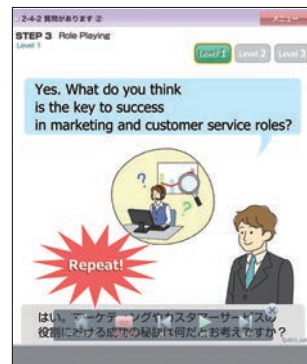 2-4-2 質問があります ②
メニュー
STEP 3 Role Playing
Level 1
Level 1 Level 2 Level 3
Yes. What do you think
is the key to success
in marketing and customer service roles?
? ?
Repeat!
はい。マーケティングやカスタマーサービスの
役割における成功の秘訣は何だとお考えですか？